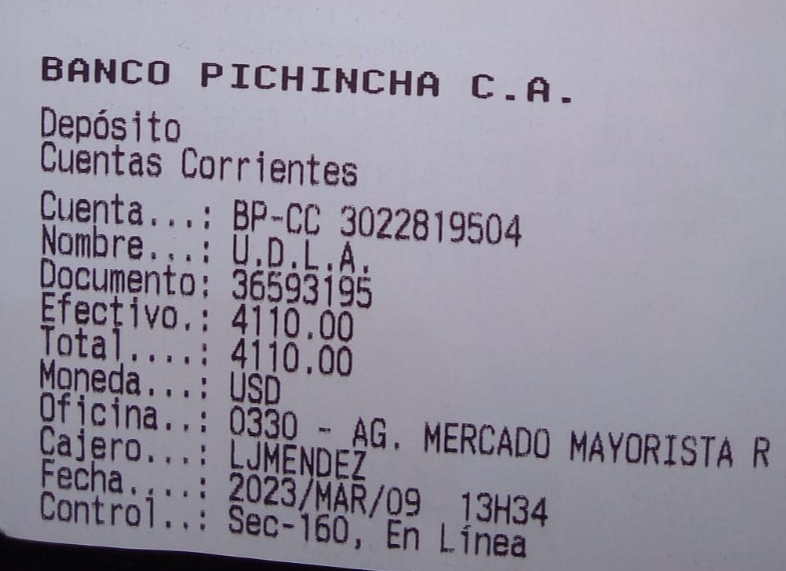 BANCO PICHINCHA C.A.
Depósito
Cuentas Corrientes
Cuenta...: BP-CC 3022819504
Nombre...: U.D.L.A.
Documento: 36593195
Efectivo.: 4110.00
Total....: 4110.00
Moneda...: USD
Oficina..: 0330 - AG. MERCADO MAYORISTA R
Cajero...: LJMENDEZ
Fecha....: 2023/MAR/09 13H34
Control..: Sec-160, En Línea